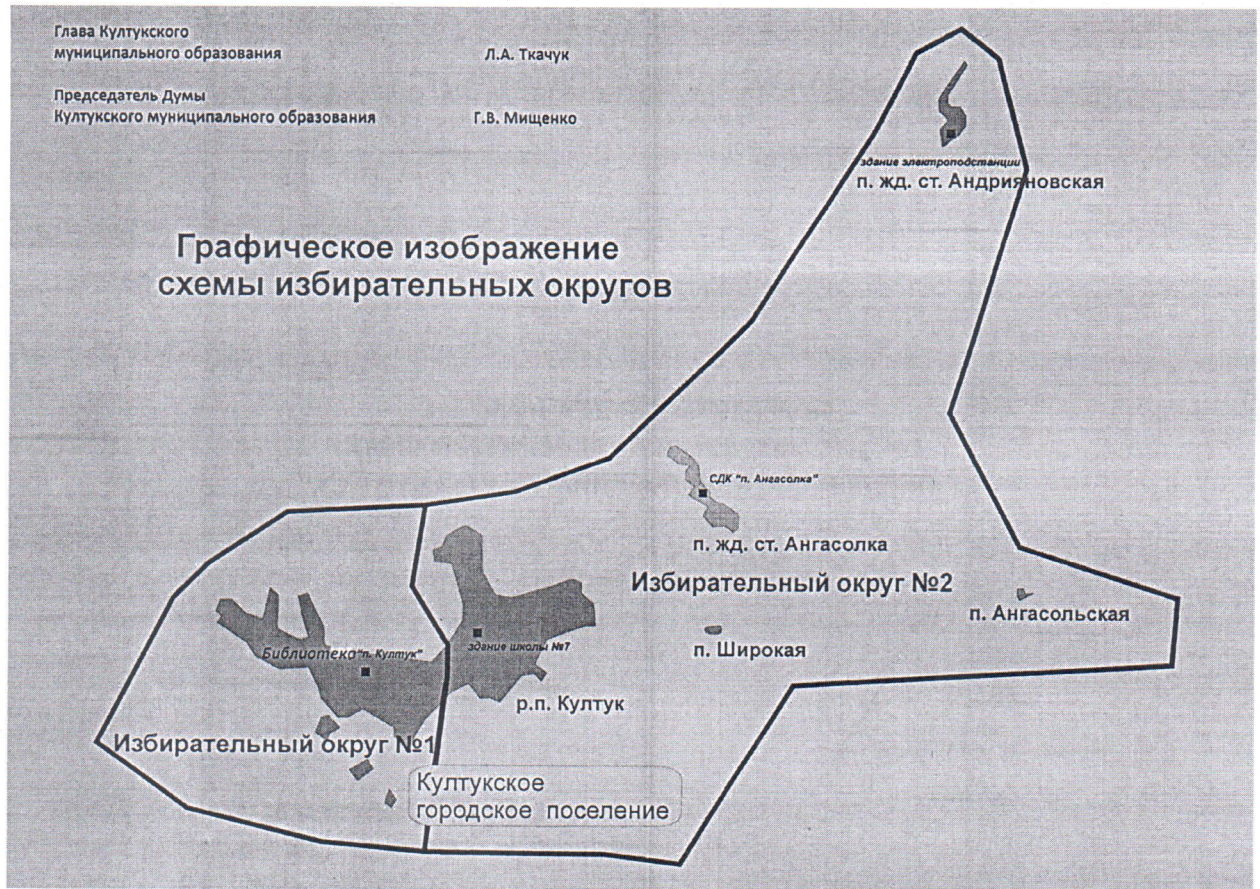 Глава Култукского
муниципального образования
Л.А. Ткачук
Председатель Думы
Култукского муниципального образования
Г.В. Мищенко
здание электроподстанции
п. жд. ст. Андрияновская
Графическое изображение
схемы избирательных округов
СДК "п. Ангасолка"
п. жд. ст. Ангасолка
Избирательный округ №2
п. Ангасольская
п. Широкая
Библиотека "п. Култук"
здание школы №7
р.п. Култук
Избирательный округ №1
Култукское
городское поселение